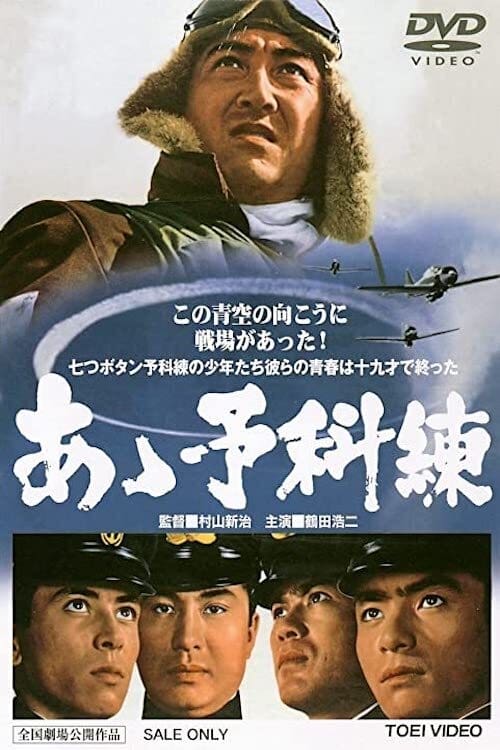 DVD
VIDEO
この青空の向こうに
戦場があった!
七つボタン予科練の少年たち彼らの青春は十九才で終った
あゝ予科練
監督■村山新治 主演■鶴田浩二
全国劇場公開作品 SALE ONLY TOEI VIDEO